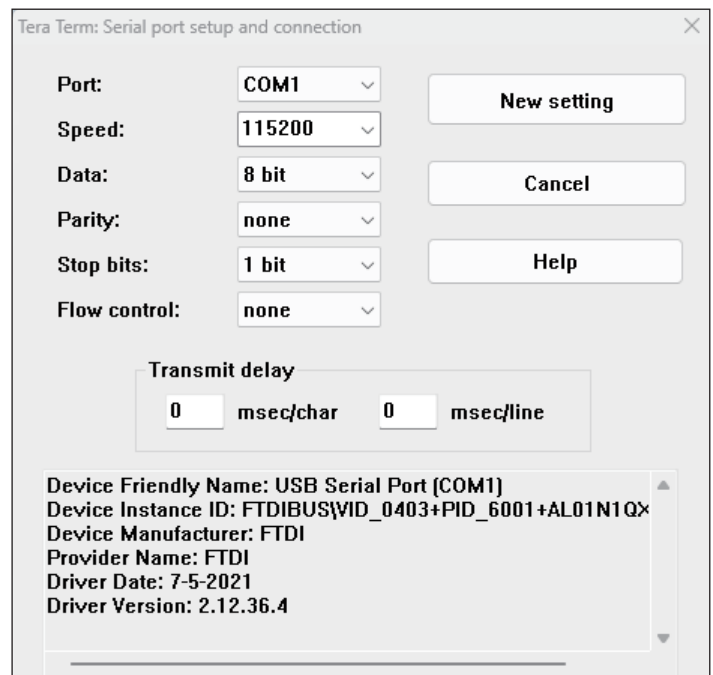 Tera Term: Serial port setup and connection
Port: COM1
New setting
Speed: 115200
Data: 8 bit
Cancel
Parity: none
Stop bits: 1 bit
Help
Flow control: none
Transmit delay
0 msec/char 0 msec/line
Device Friendly Name: USB Serial Port (COM1)
Device Instance ID: FTDIBUS\VID_0403+PID_6001+AL01N1QX
Device Manufacturer: FTDI
Provider Name: FTDI
Driver Date: 7-5-2021
Driver Version: 2.12.36.4